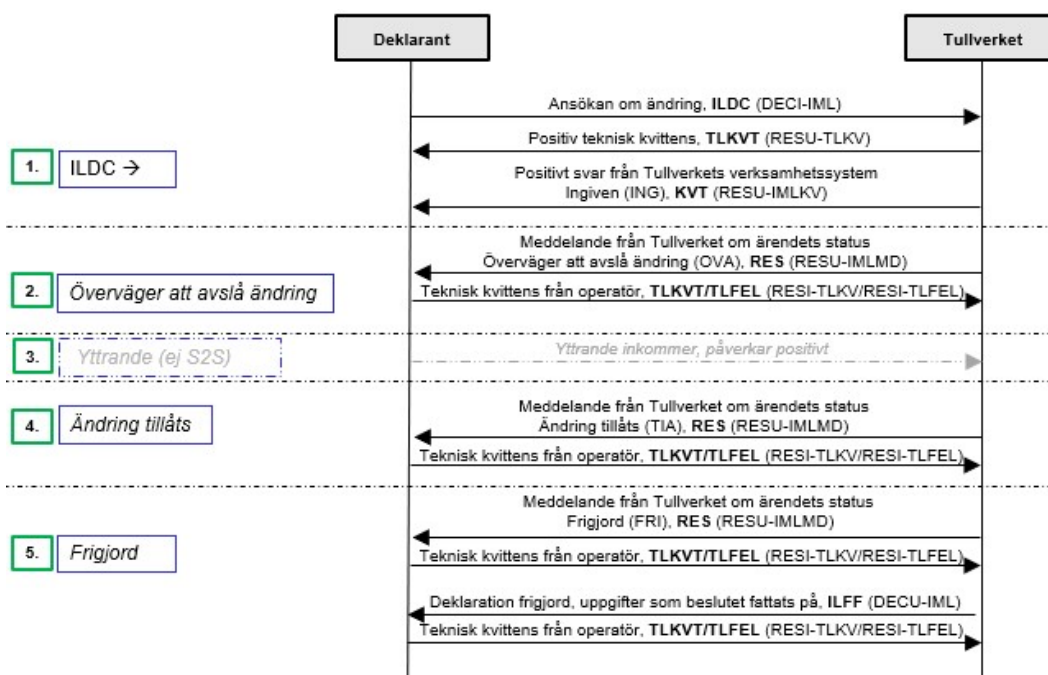 Deklarant
Tullverket
Ansökan om ändring, ILDC (DECI-IML)
Positiv teknisk kvittens, TLKVT (RESU-TLKV)
1.
ILDC →
Positivt svar från Tullverkets verksamhetssystem
Ingiven (ING), KVT (RESU-IMLKV)
Meddelande från Tullverket om ärendets status
Överväger att avslå ändring (OVA), RES (RESU-IMLMD)
2.
Överväger att avslå ändring
Teknisk kvittens från operatör, TLKVT/TLFEL (RESI-TLKV/RESI-TLFEL)
3.
Yttrande (ej S2S)
Yttrande inkommer, påverkar positivt
Meddelande från Tullverket om ärendets status
4.
Ändring tillåts
Ändring tillåts (TIA), RES (RESU-IMLMD)
Teknisk kvittens från operatör, TLKVT/TLFEL (RESI-TLKV/RESI-TLFEL)
Meddelande från Tullverket om ärendets status
Frigjord (FRI), RES (RESU-IMLMD)
5.
Frigjord
Teknisk kvittens från operatör, TLKVT/TLFEL (RESI-TLKV/RESI-TLFEL)
Deklaration frigjord, uppgifter som beslutet fattats på, ILFF (DECU-IML)
Teknisk kvittens från operatör, TLKVT/TLFEL (RESI-TLKV/RESI-TLFEL)